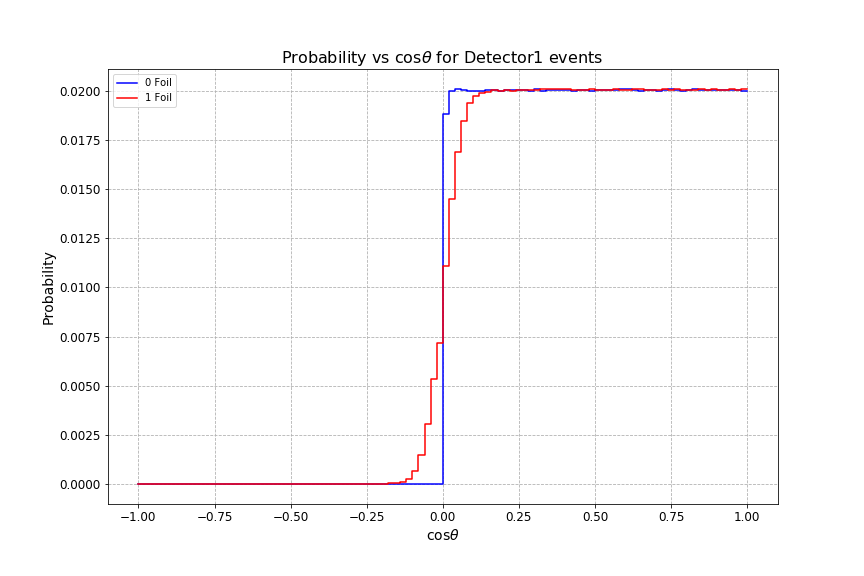 Probability vs cosθ for Detector1 events
0 Foil
1 Foil
0.0200
0.0175
0.0150
0.0125
0.0100
0.0075
0.0050
0.0025
0.0000
Probability
−1.00 −0.75 −0.50 −0.25 0.00 0.25 0.50 0.75 1.00
cosθ